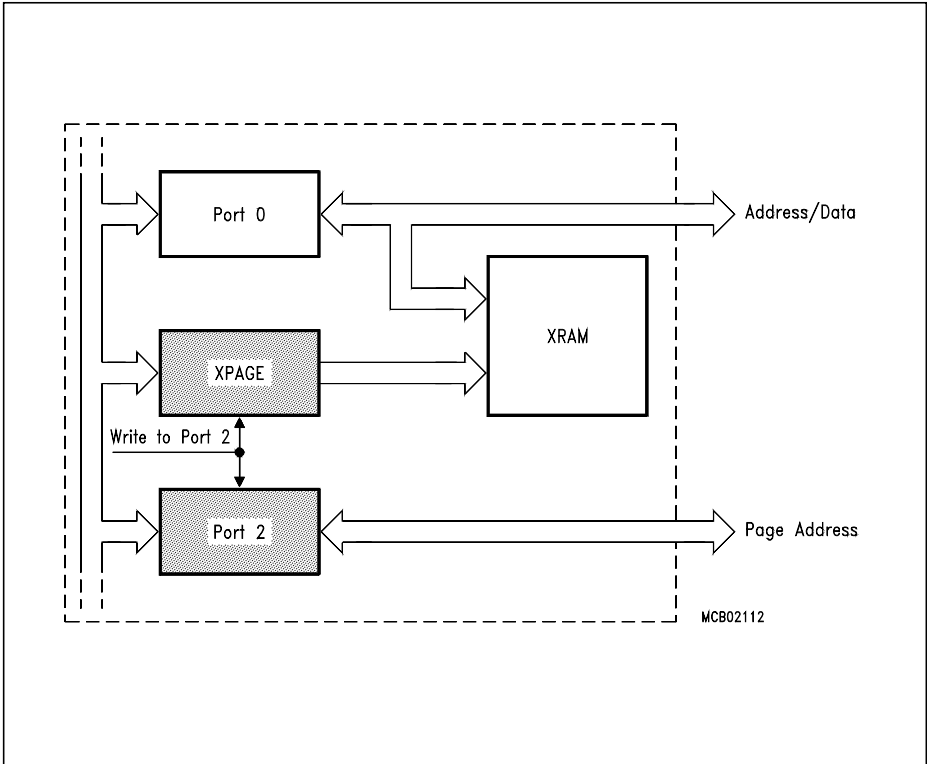 Port 0
Address/Data
XRAM
XPAGE
Write to Port 2
Port 2
Page Address
MCB02112